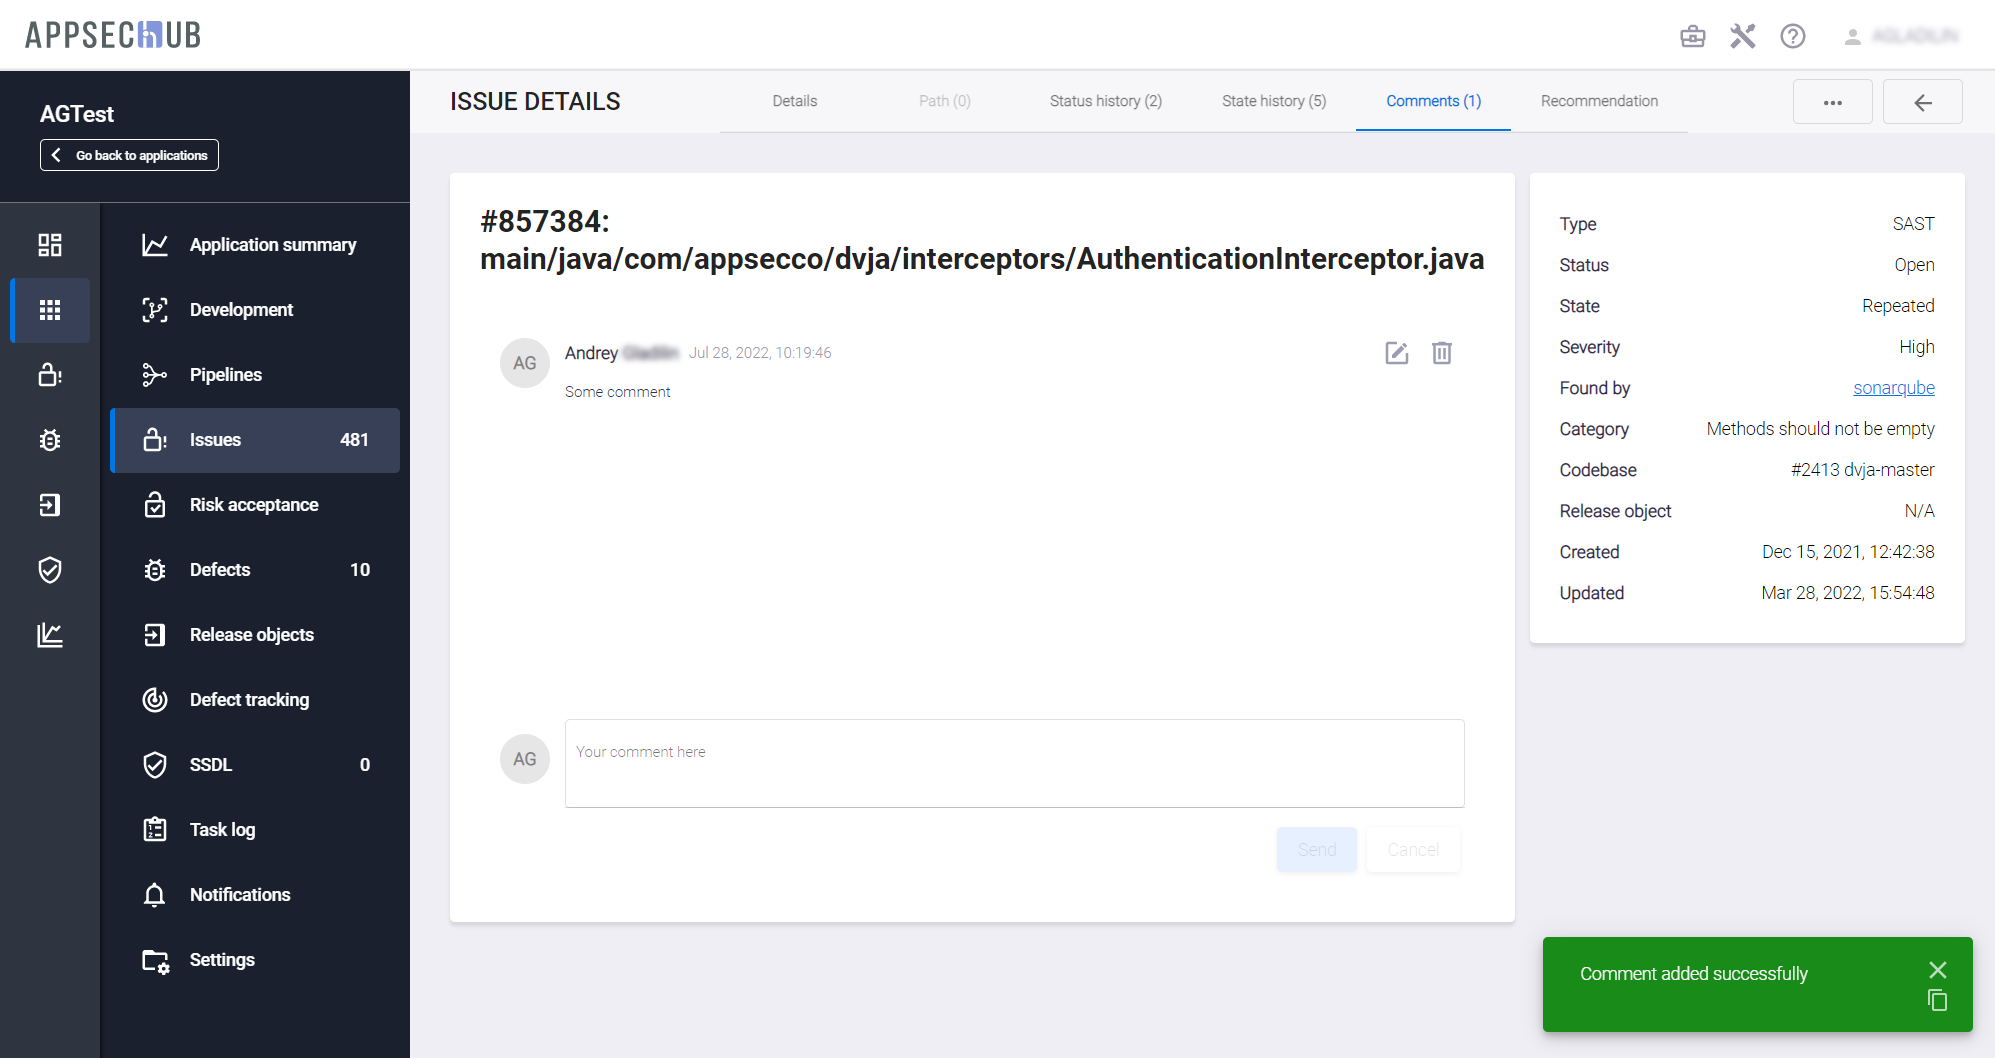 APPSECHUB
AGTest
Go back to applications
Application summary
Development
Pipelines
Issues 481
Risk acceptance
Defects 10
Release objects
Defect tracking
SSDL 0
Task log
Notifications
Settings
ISSUE DETAILS
Details
Path (0)
Status history (2)
State history (5)
Comments (1)
Recommendation
#857384:
main/java/com/appsecco/dvja/interceptors/AuthenticationInterceptor.java
AG
Andrey Jul 28, 2022, 10:19:46
Some comment
AG
Your comment here
Send
Cancel
Type SAST
Status Open
State Repeated
Severity High
Found by sonarqube
Category Methods should not be empty
Codebase #2413 dvja-master
Release object N/A
Created Dec 15, 2021, 12:42:38
Updated Mar 28, 2022, 15:54:48
Comment added successfully